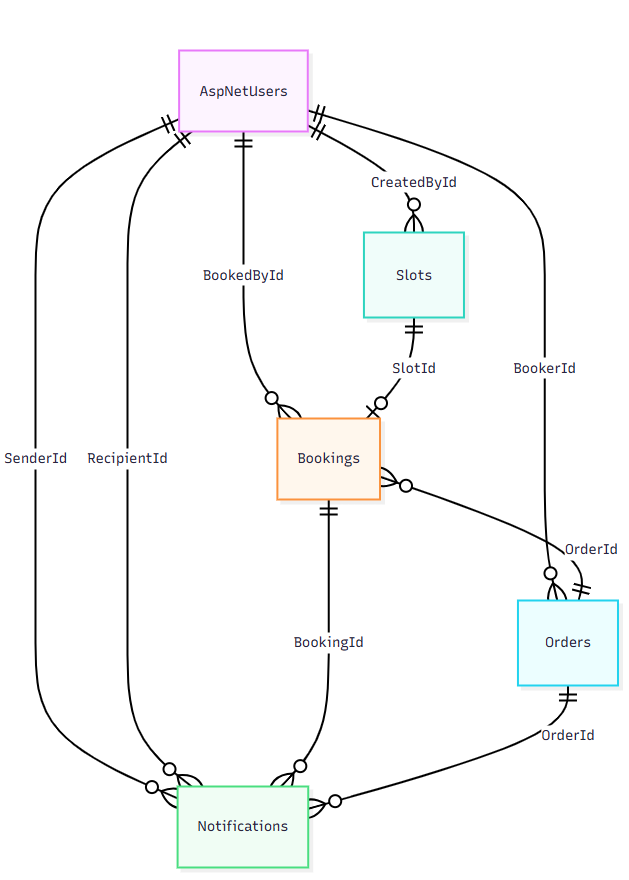 AspNetUsers
CreatedById
BookedById
Slots
SlotId
BookerId
SenderId
RecipientId
Bookings
OrderId
BookingId
Orders
OrderId
Notifications